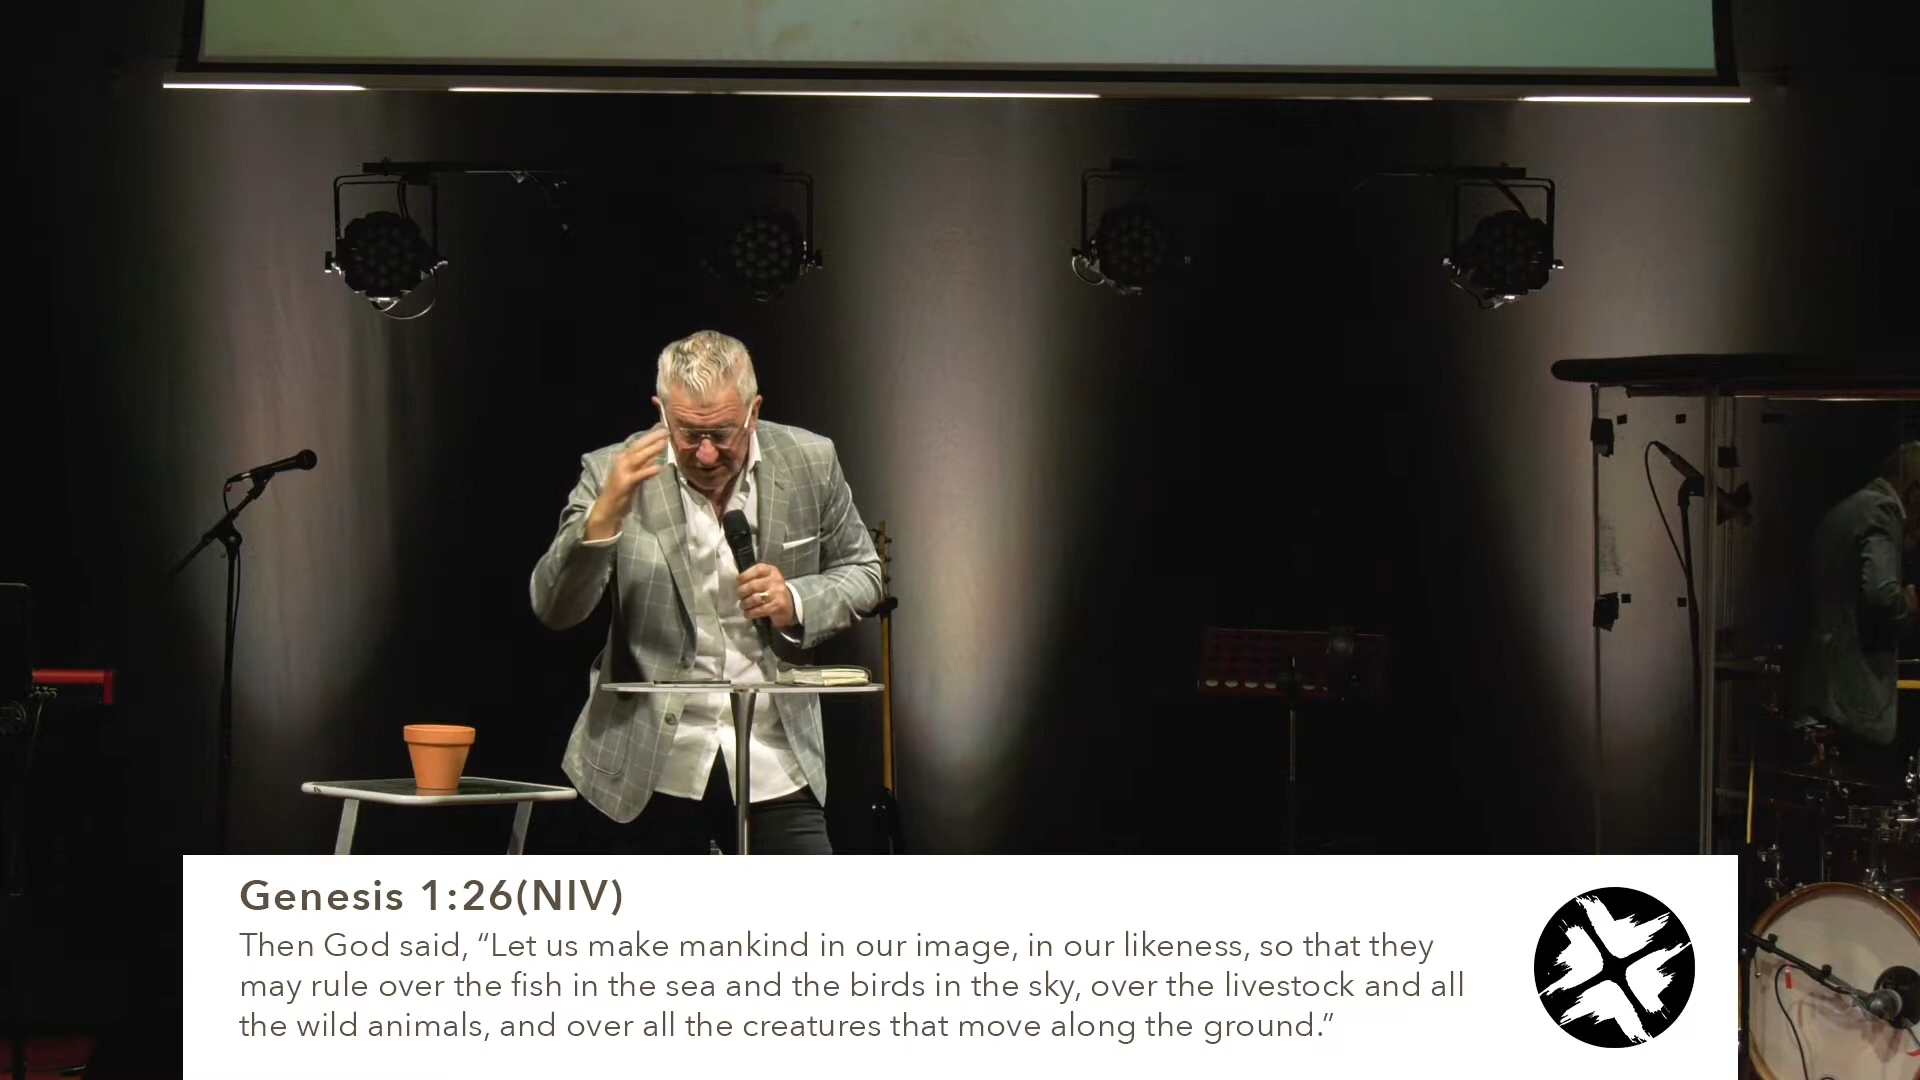 Genesis 1:26(NIV)
Then God said, “Let us make mankind in our image, in our likeness, so that they
may rule over the fish in the sea and the birds in the sky, over the livestock and all
the wild animals, and over all the creatures that move along the ground.”